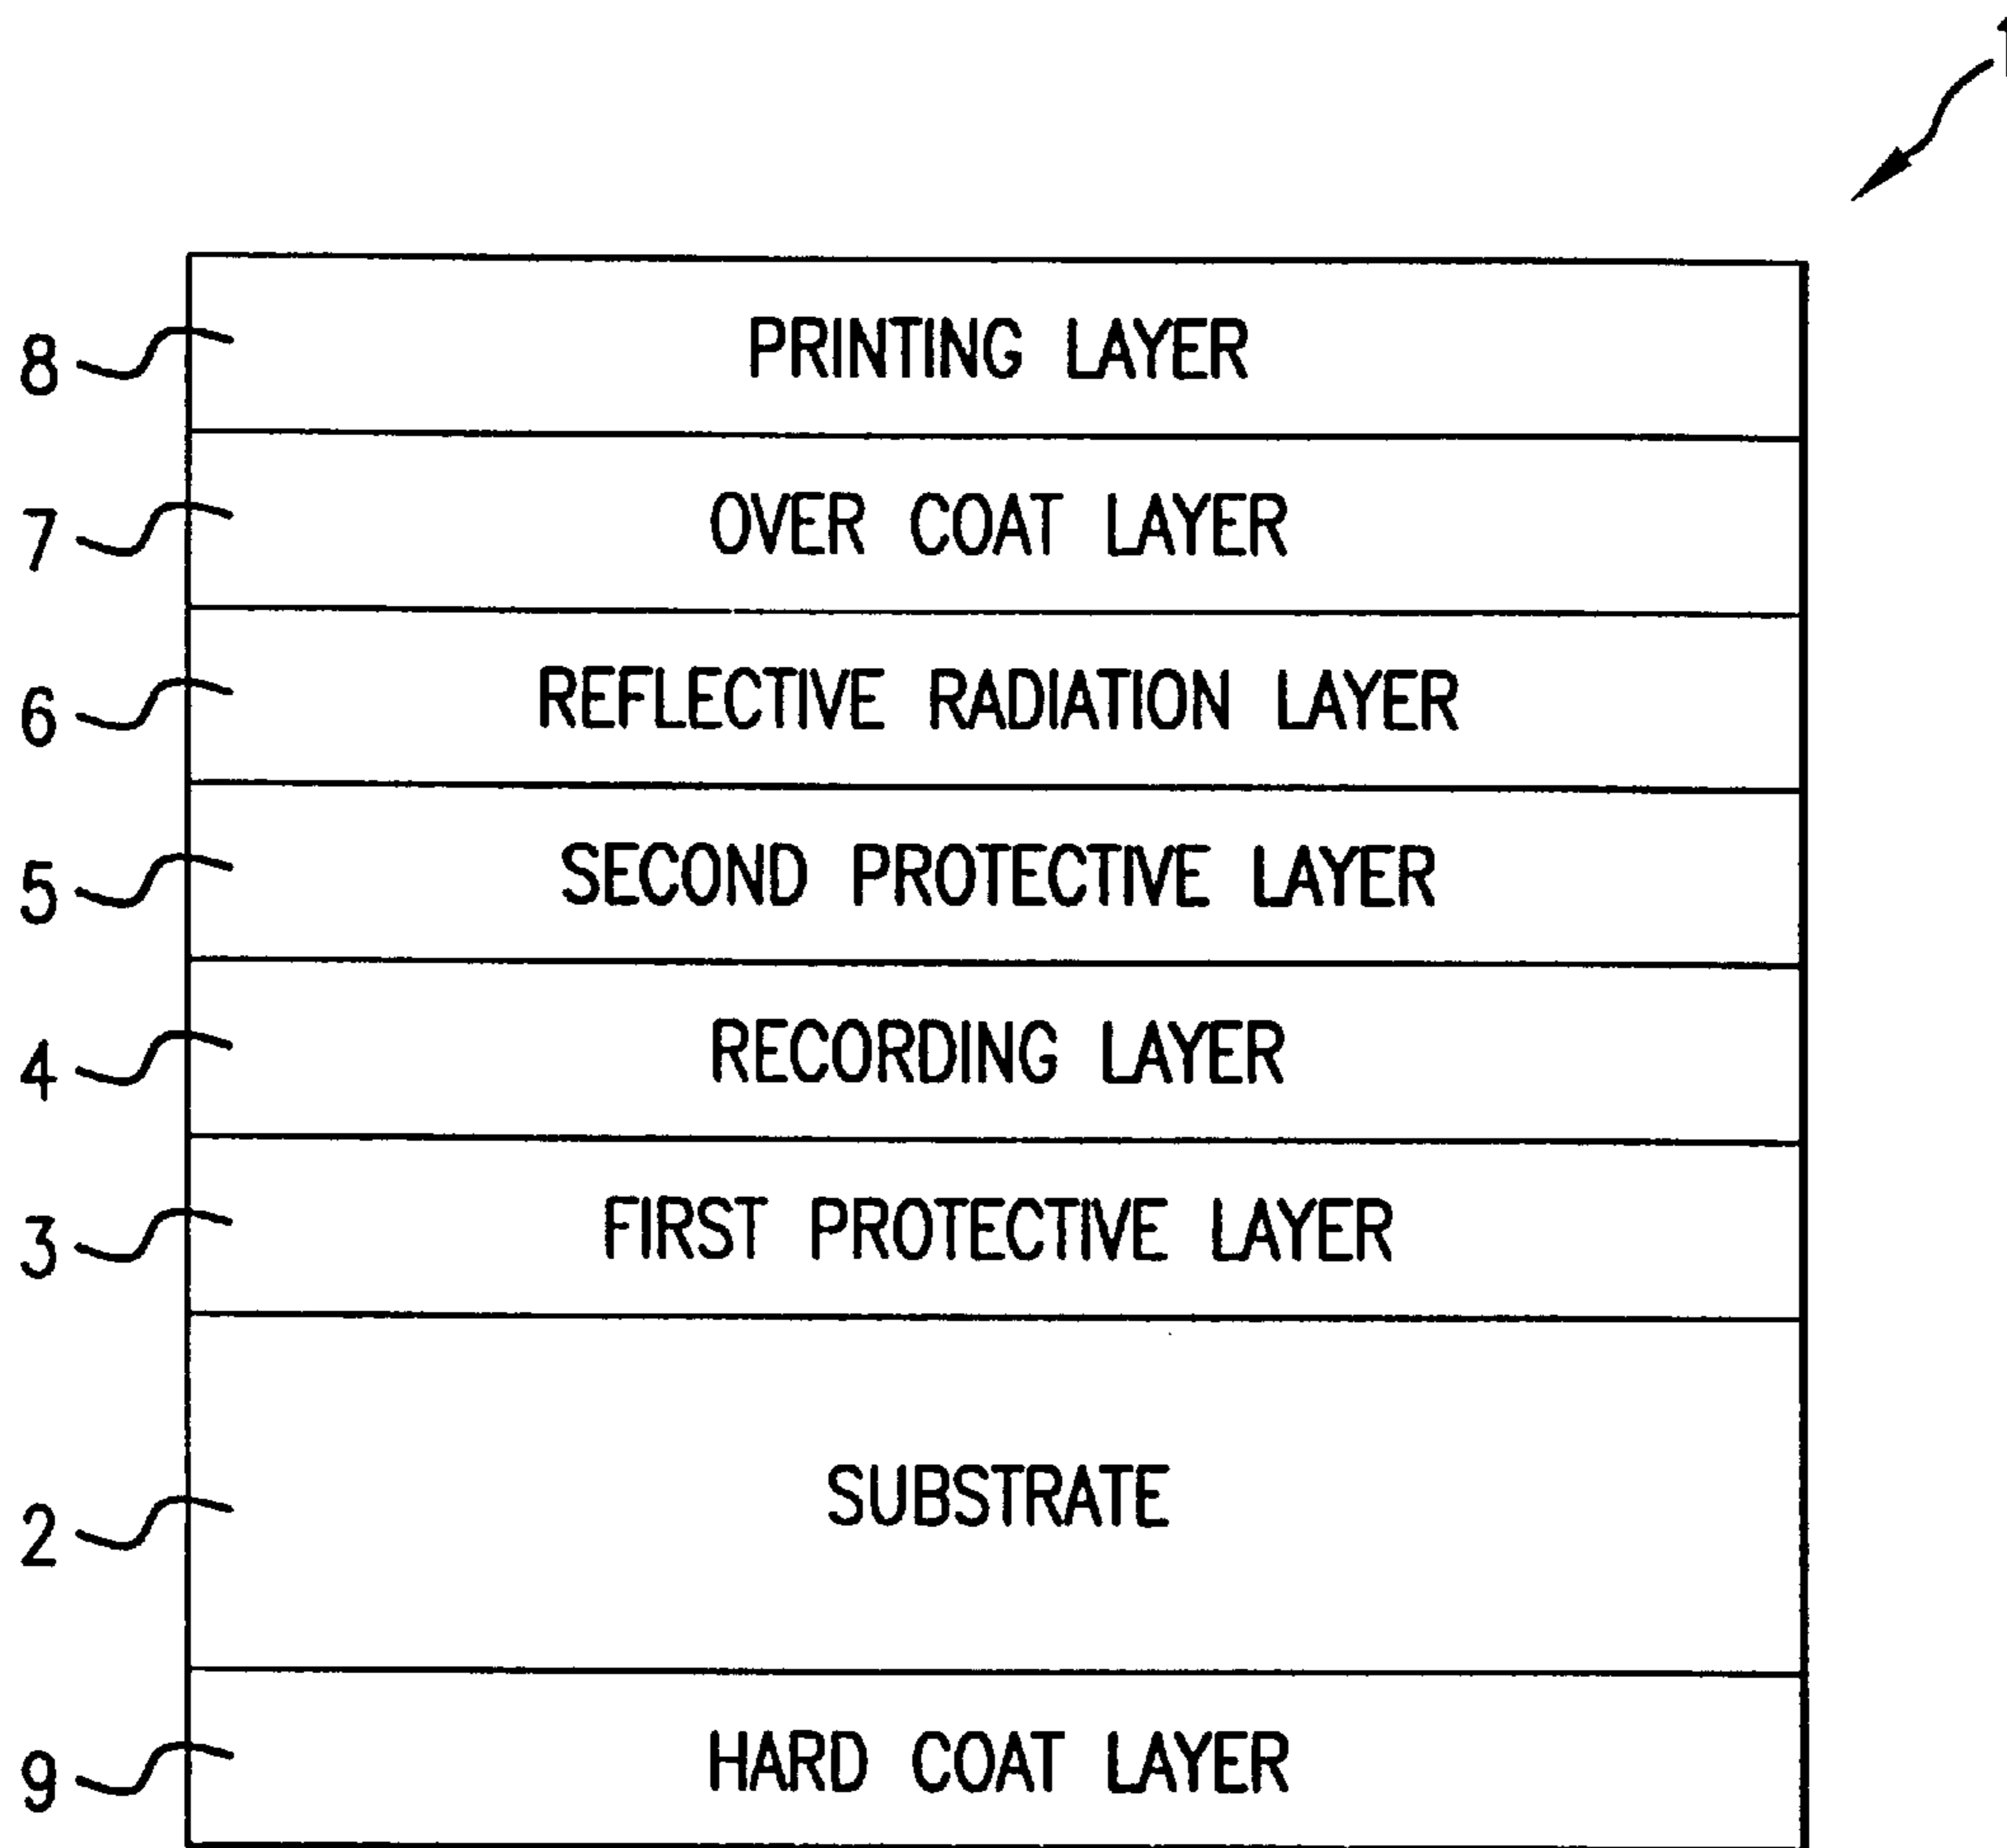 1
8 PRINTING LAYER
7 OVER COAT LAYER
6 REFLECTIVE RADIATION LAYER
5 SECOND PROTECTIVE LAYER
4 RECORDING LAYER
3 FIRST PROTECTIVE LAYER
2 SUBSTRATE
9 HARD COAT LAYER